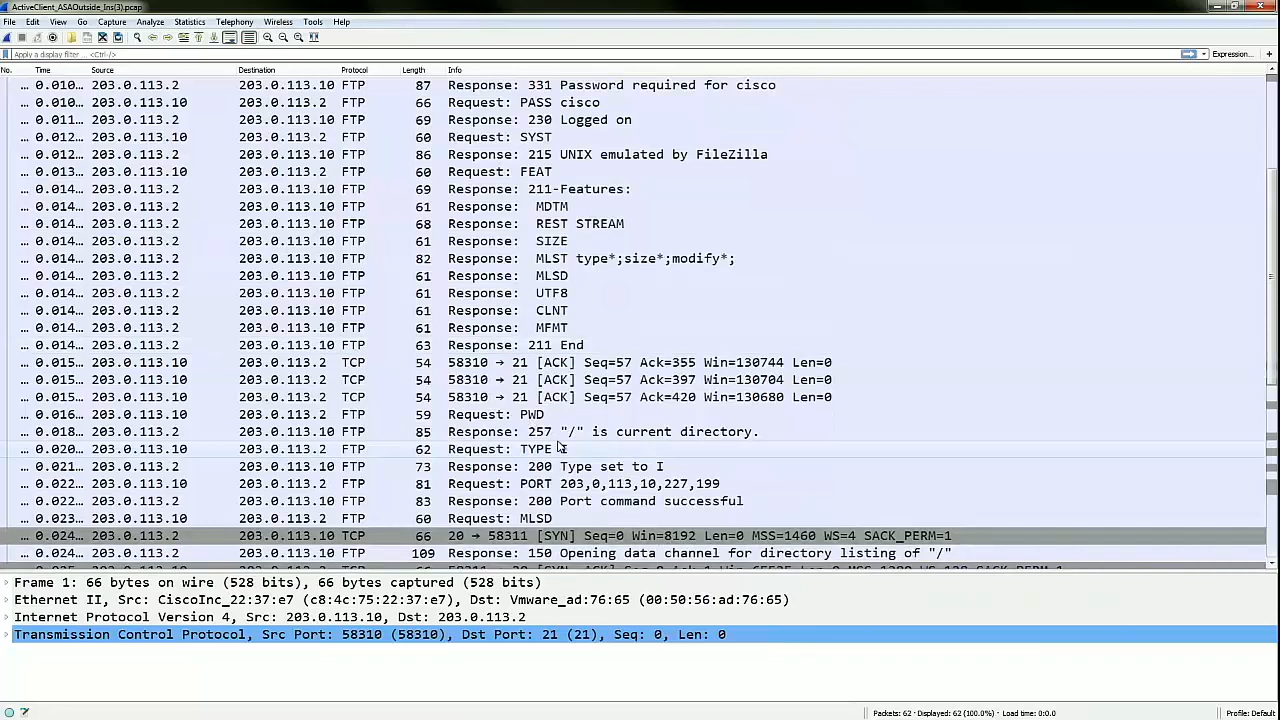 ActiveClient_ASAOutside_Ins(3).pcap
File Edit View Go Capture Analyze Statistics Telephony Wireless Tools Help
Apply a display filter ... <Ctrl-/> Expression... +
No. Time Source Destination Protocol Length Info
... 0.010... 203.0.113.2 203.0.113.10 FTP 87 Response: 331 Password required for cisco
... 0.010... 203.0.113.10 203.0.113.2 FTP 66 Request: PASS cisco
... 0.011... 203.0.113.2 203.0.113.10 FTP 69 Response: 230 Logged on
... 0.012... 203.0.113.10 203.0.113.2 FTP 60 Request: SYST
... 0.012... 203.0.113.2 203.0.113.10 FTP 86 Response: 215 UNIX emulated by FileZilla
... 0.013... 203.0.113.10 203.0.113.2 FTP 60 Request: FEAT
... 0.014... 203.0.113.2 203.0.113.10 FTP 69 Response: 211-Features:
... 0.014... 203.0.113.2 203.0.113.10 FTP 61 Response: MDTM
... 0.014... 203.0.113.2 203.0.113.10 FTP 68 Response: REST STREAM
... 0.014... 203.0.113.2 203.0.113.10 FTP 61 Response: SIZE
... 0.014... 203.0.113.2 203.0.113.10 FTP 82 Response: MLST type*;size*;modify*;
... 0.014... 203.0.113.2 203.0.113.10 FTP 61 Response: MLSD
... 0.014... 203.0.113.2 203.0.113.10 FTP 61 Response: UTF8
... 0.014... 203.0.113.2 203.0.113.10 FTP 61 Response: CLNT
... 0.014... 203.0.113.2 203.0.113.10 FTP 61 Response: MFMT
... 0.014... 203.0.113.2 203.0.113.10 FTP 63 Response: 211 End
... 0.015... 203.0.113.10 203.0.113.2 TCP 54 58310 → 21 [ACK] Seq=57 Ack=355 Win=130744 Len=0
... 0.015... 203.0.113.10 203.0.113.2 TCP 54 58310 → 21 [ACK] Seq=57 Ack=397 Win=130704 Len=0
... 0.015... 203.0.113.10 203.0.113.2 TCP 54 58310 → 21 [ACK] Seq=57 Ack=420 Win=130680 Len=0
... 0.016... 203.0.113.10 203.0.113.2 FTP 59 Request: PWD
... 0.018... 203.0.113.2 203.0.113.10 FTP 85 Response: 257 "/" is current directory.
... 0.020... 203.0.113.10 203.0.113.2 FTP 62 Request: TYPE I
... 0.021... 203.0.113.2 203.0.113.10 FTP 73 Response: 200 Type set to I
... 0.022... 203.0.113.10 203.0.113.2 FTP 81 Request: PORT 203,0,113,10,227,199
... 0.022... 203.0.113.2 203.0.113.10 FTP 83 Response: 200 Port command successful
... 0.023... 203.0.113.10 203.0.113.2 FTP 60 Request: MLSD
... 0.024... 203.0.113.2 203.0.113.10 TCP 66 20 → 58311 [SYN] Seq=0 Win=8192 Len=0 MSS=1460 WS=4 SACK_PERM=1
... 0.024... 203.0.113.2 203.0.113.10 FTP 109 Response: 150 Opening data channel for directory listing of "/"
Frame 1: 66 bytes on wire (528 bits), 66 bytes captured (528 bits)
Ethernet II, Src: CiscoInc_22:37:e7 (c8:4c:75:22:37:e7), Dst: Vmware_ad:76:65 (00:50:56:ad:76:65)
Internet Protocol Version 4, Src: 203.0.113.10, Dst: 203.0.113.2
Transmission Control Protocol, Src Port: 58310 (58310), Dst Port: 21 (21), Seq: 0, Len: 0
Packets: 62 · Displayed: 62 (100.0%) · Load time: 0:0.0 Profile: Default